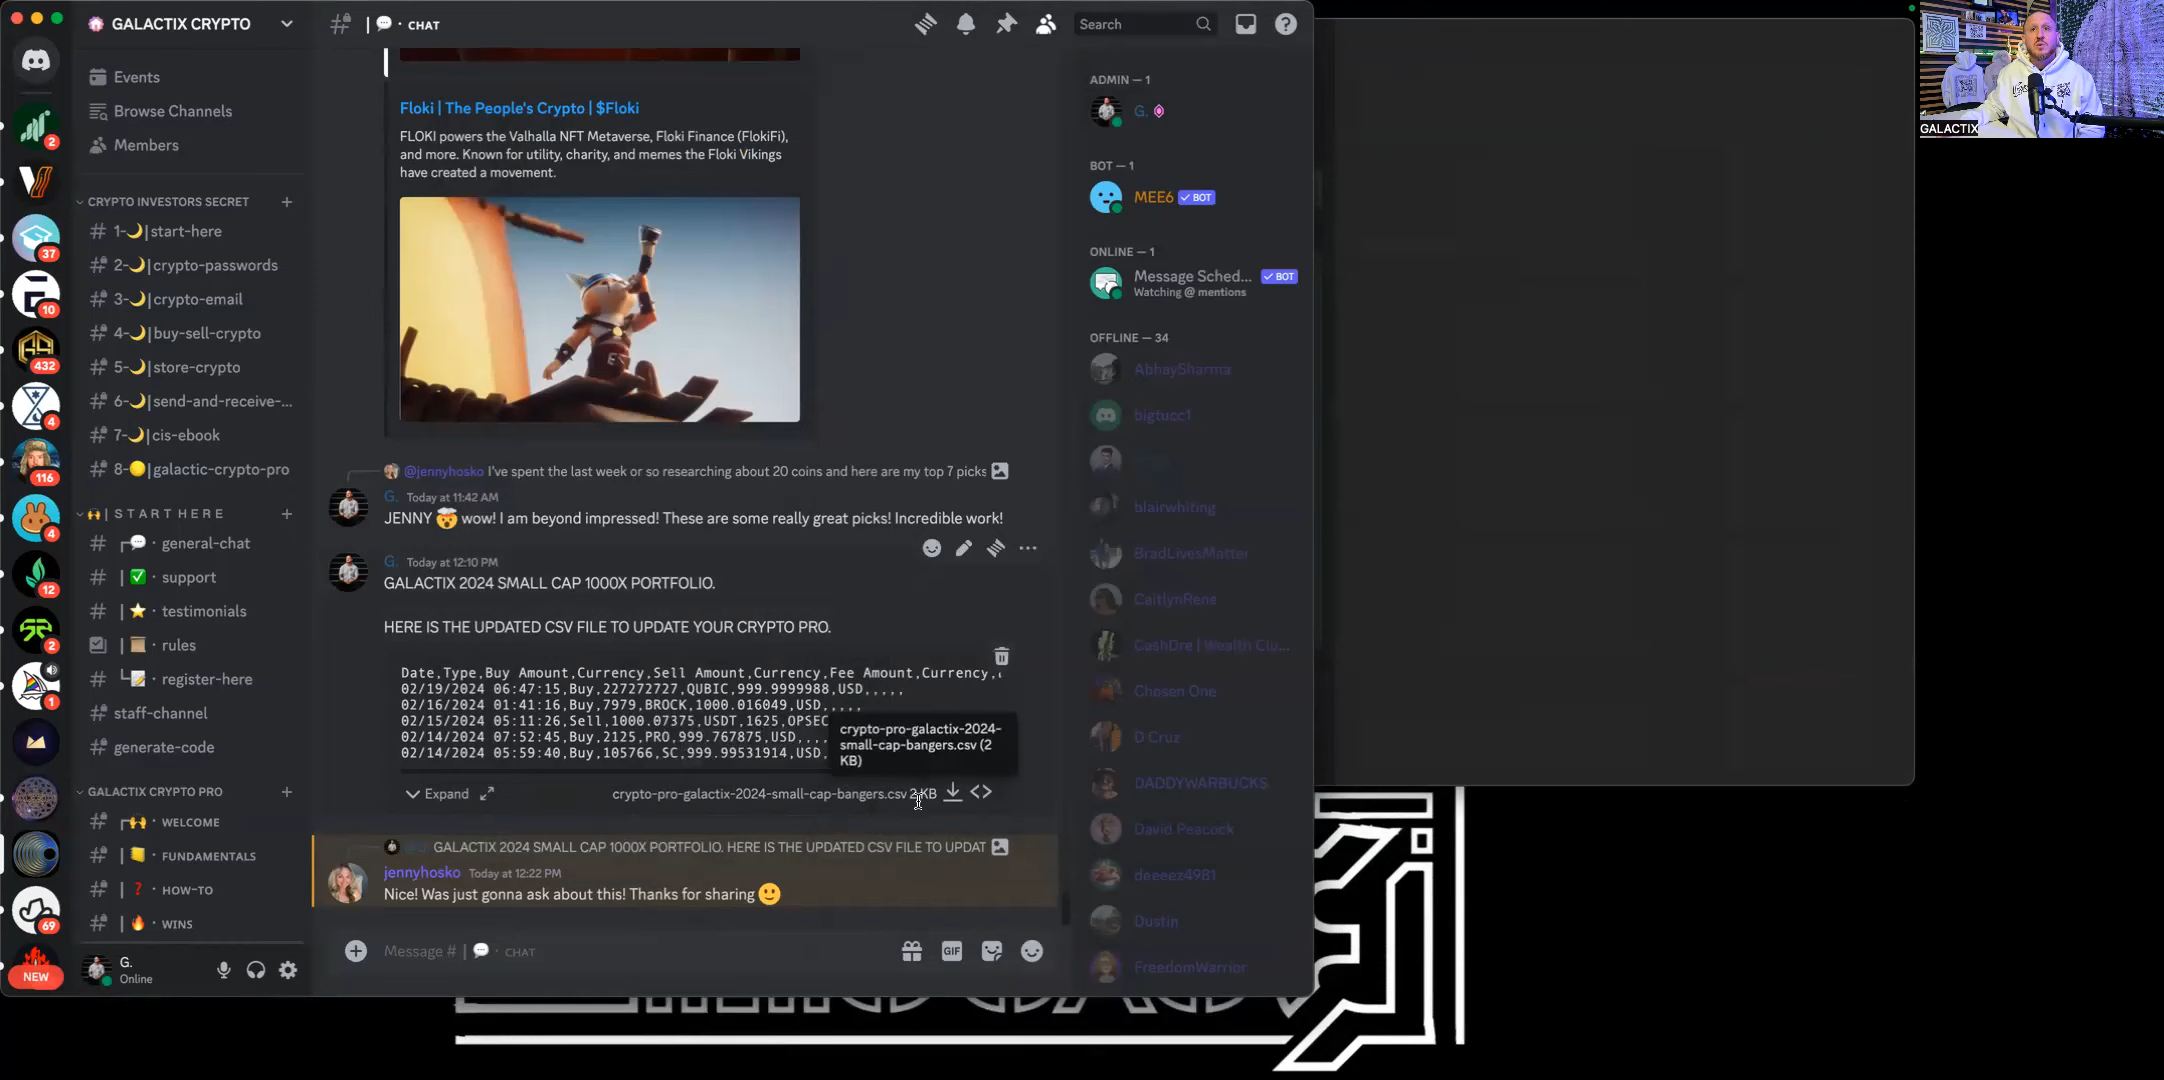 GALACTIX CRYPTO
Events
Browse Channels
Members
CRYPTO INVESTORS SECRET
1-🌙|start-here
2-🌙|crypto-passwords
3-🌙|crypto-email
4-🌙|buy-sell-crypto
5-🌙|store-crypto
6-🌙|send-and-receive-...
7-🌙|cis-ebook
8-🟡|galactic-crypto-pro
🙌| S T A R T H E R E
┌💬・general-chat
|✅・support
|⭐・testimonials
|📜・rules
└📝・register-here
staff-channel
generate-code
GALACTIX CRYPTO PRO
┌🙌・WELCOME
|📒・FUNDAMENTALS
|❓・HOW-TO
|🔥・WINS
G.
Online
2
37
10
432
4
116
4
12
2
1
69
NEW
|💬・CHAT
Search
Floki | The People's Crypto | $Floki
FLOKI powers the Valhalla NFT Metaverse, Floki Finance (FlokiFi),
and more. Known for utility, charity, and memes the Floki Vikings
have created a movement.
@jennyhosko I've spent the last week or so researching about 20 coins and here are my top 7 picks
G. Today at 11:42 AM
JENNY 🤯 wow! I am beyond impressed! These are some really great picks! Incredible work!
G. Today at 12:10 PM
GALACTIX 2024 SMALL CAP 1000X PORTFOLIO.
HERE IS THE UPDATED CSV FILE TO UPDATE YOUR CRYPTO PRO.
Date,Type,Buy Amount,Currency,Sell Amount,Currency,Fee Amount,Currency,
02/19/2024 06:47:15,Buy,227272727,QUBIC,999.9999988,USD,,,,,
02/16/2024 01:41:16,Buy,7979,BROCK,1000.016049,USD,,,,,
02/15/2024 05:11:26,Sell,1000.07375,USDT,1625,OPSEC
02/14/2024 07:52:45,Buy,2125,PRO,999.767875,USD,,,,
02/14/2024 05:59:40,Buy,105766,SC,999.99531914,USD,
crypto-pro-galactix-2024-
small-cap-bangers.csv (2
KB)
Expand
crypto-pro-galactix-2024-small-cap-bangers.csv 2 KB
GALACTIX 2024 SMALL CAP 1000X PORTFOLIO. HERE IS THE UPDATED CSV FILE TO UPDAT
jennyhosko Today at 12:22 PM
Nice! Was just gonna ask about this! Thanks for sharing 🙂
Message #|💬・CHAT
GIF
ADMIN — 1
G.
BOT — 1
MEE6 ✓ BOT
ONLINE — 1
Message Sched... ✓ BOT
Watching @ mentions
OFFLINE — 34
AbhaySharma
bigtucc1
blairwhiting
BradLivesMatter
CaitlynRene
CashDre | Wealth Clu...
Chosen One
D Cruz
DADDYWARBUCKS
David Peacock
deeeez4981
Dustin
FreedomWarrior
GALACTIX